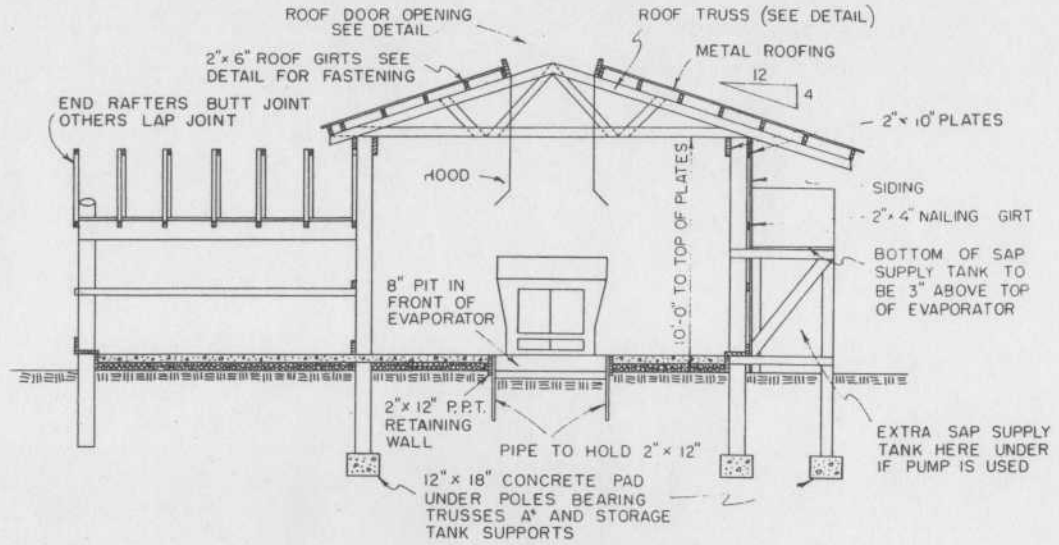 ROOF DOOR OPENING
SEE DETAIL
ROOF TRUSS (SEE DETAIL)
2"x 6" ROOF GIRTS SEE
DETAIL FOR FASTENING
METAL ROOFING
12
4
END RAFTERS BUTT JOINT
OTHERS LAP JOINT
2"x 10" PLATES
HOOD
10'-0" TO TOP OF PLATES
SIDING
2"x 4" NAILING GIRT
8" PIT IN
FRONT OF
EVAPORATOR
BOTTOM OF SAP
SUPPLY TANK TO
BE 3" ABOVE TOP
OF EVAPORATOR
2"x 12" P.P.T.
RETAINING
WALL
PIPE TO HOLD 2"x 12"
EXTRA SAP SUPPLY
TANK HERE UNDER
IF PUMP IS USED
12"x 18" CONCRETE PAD
UNDER POLES BEARING
TRUSSES AND STORAGE
TANK SUPPORTS